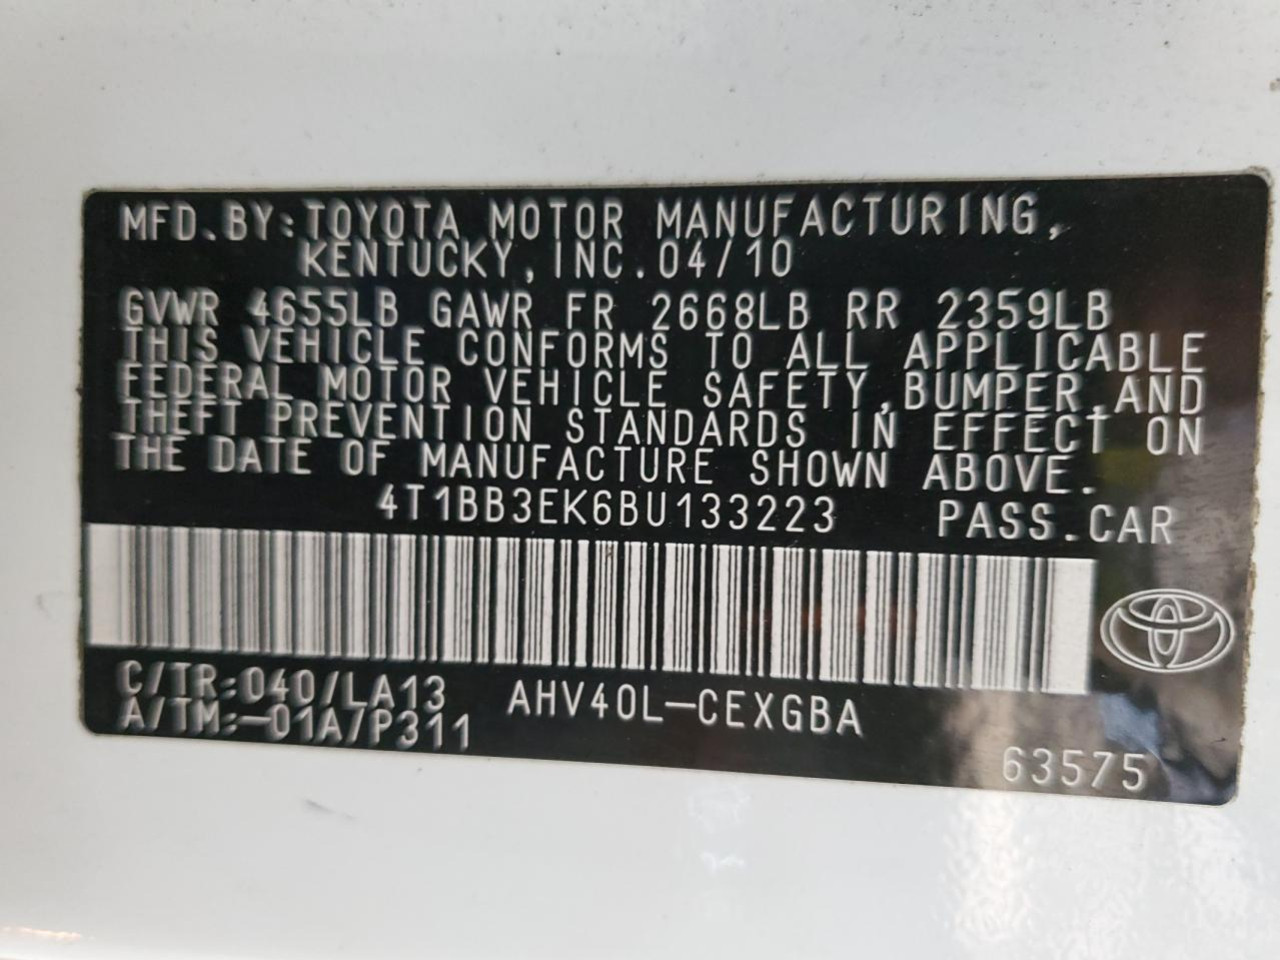 MFD.BY:TOYOTA MOTOR MANUFACTURING,
KENTUCKY,INC.04/10
GVWR 4655LB GAWR FR 2668LB RR 2359LB
THIS VEHICLE CONFORMS TO ALL APPLICABLE
FEDERAL MOTOR VEHICLE SAFETY,BUMPER,AND
THEFT PREVENTION STANDARDS IN EFFECT ON
THE DATE OF MANUFACTURE SHOWN ABOVE.
4T1BB3EK6BU133223 PASS.CAR
C/TR:040/LA13 AHV40L-CEXGBA
A/TM:-01A/P311
63575